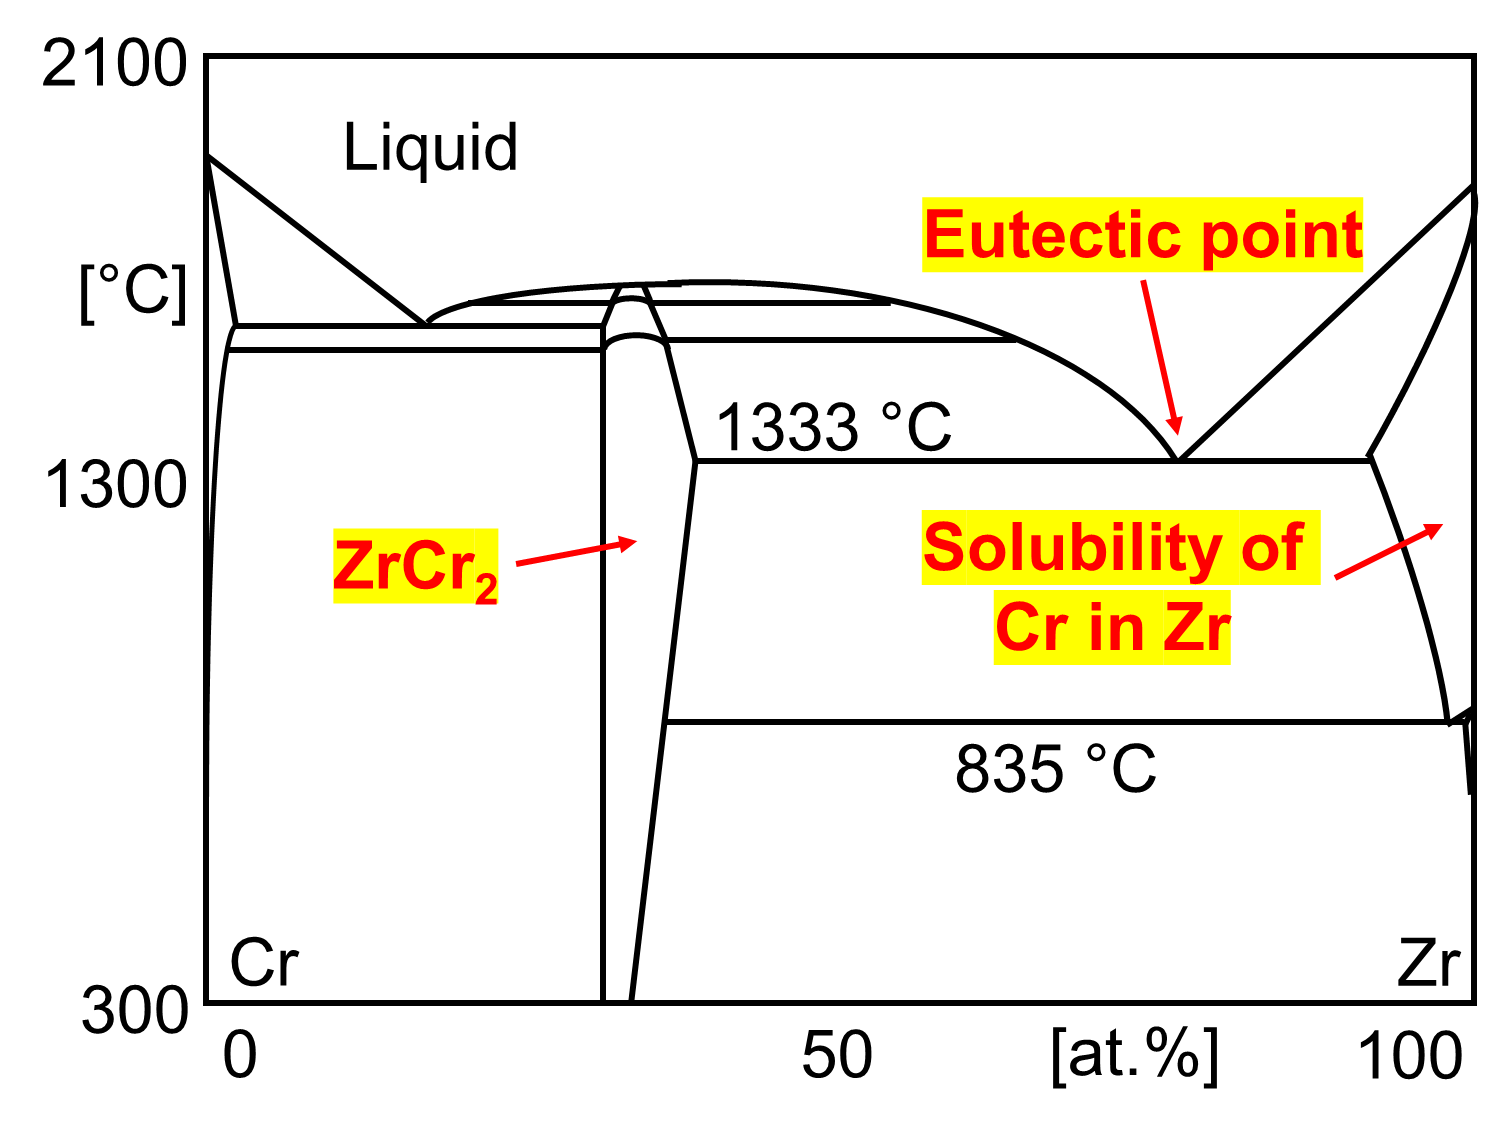 2100
Liquid
Eutectic point
[°C]
1333 °C
1300
ZrCr₂
Solubility of
Cr in Zr
835 °C
Cr
Zr
300
0
50
[at.%]
100